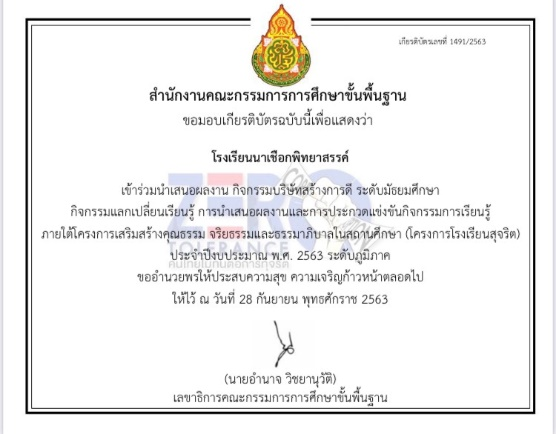 เกียรติบัตรเลขที่ 1491/2563
สำนักงานคณะกรรมการการศึกษาขั้นพื้นฐาน
ขอมอบเกียรติบัตรฉบับนี้เพื่อแสดงว่า
โรงเรียนนาเชือกพิทยาสรรค์
เข้าร่วมนำเสนอผลงาน กิจกรรมบริษัทสร้างการดี ระดับมัธยมศึกษา
กิจกรรมแลกเปลี่ยนเรียนรู้ การนำเสนอผลงานและการประกวดแข่งขันกิจกรรมการเรียนรู้
ภายใต้โครงการเสริมสร้างคุณธรรม จริยธรรมและธรรมาภิบาลในสถานศึกษา (โครงการโรงเรียนสุจริต)
ประจำปีงบประมาณ พ.ศ. 2563 ระดับภูมิภาค
ขออำนวยพรให้ประสบความสุข ความเจริญก้าวหน้าตลอดไป
ให้ไว้ ณ วันที่ 28 กันยายน พุทธศักราช 2563
(นายอำนาจ วิชยานุวัติ)
เลขาธิการคณะกรรมการการศึกษาขั้นพื้นฐาน
ZERO
TOLERANCE
คนไทยไม่ทนต่อการทุจริต